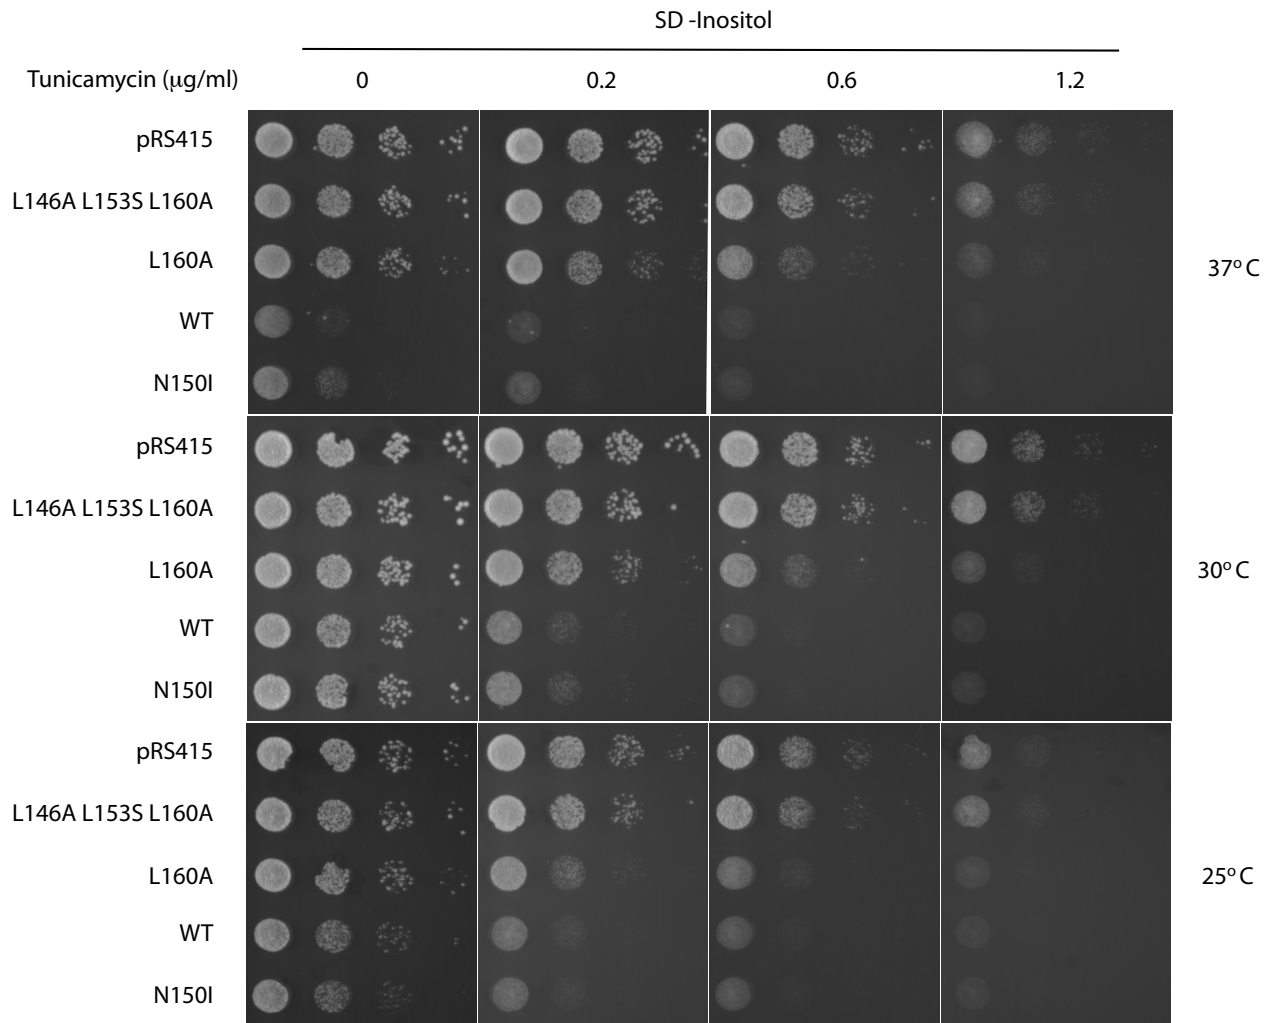 SD -Inositol
Tunicamycin (µg/ml) 0 0.2 0.6 1.2
pRS415
L146A L153S L160A
L160A
WT
N150I
37° C
pRS415
L146A L153S L160A
L160A
WT
N150I
30° C
pRS415
L146A L153S L160A
L160A
WT
N150I
25° C